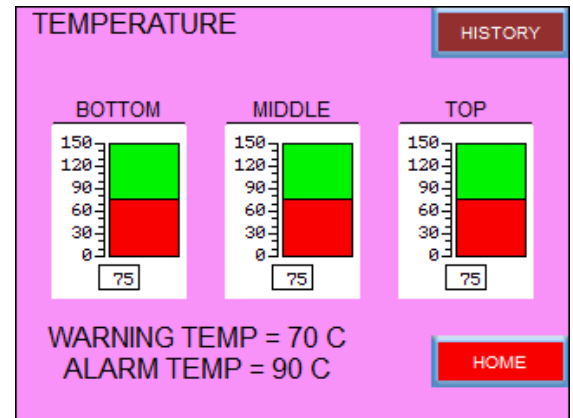 TEMPERATURE
HISTORY
BOTTOM MIDDLE TOP
150 150 150
120 120 120
90 90 90
60 60 60
30 30 30
0 0 0
75 75 75
WARNING TEMP = 70 C
ALARM TEMP = 90 C
HOME